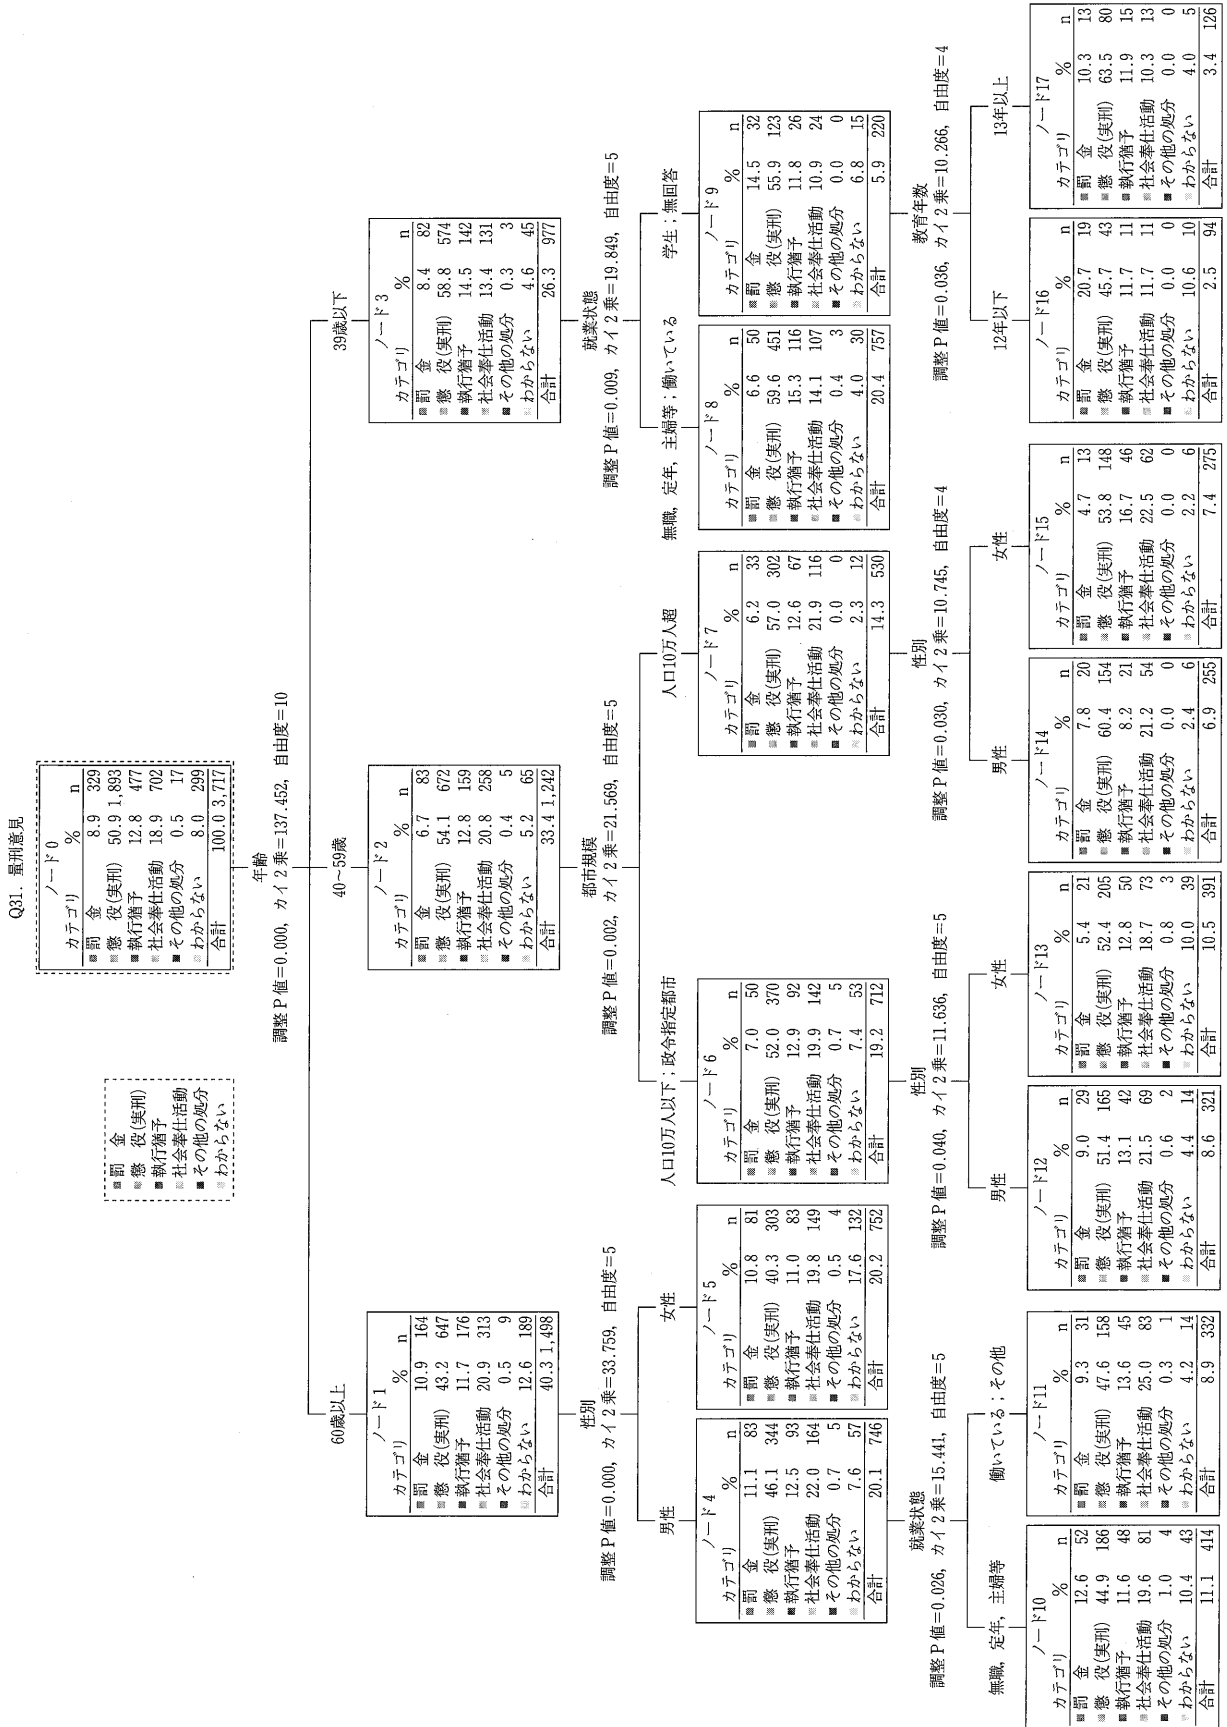 Q31. 量刑意見
罰　金
懲　役(実刑)
執行猶予
社会奉仕活動
その他の処分
わからない
ノード0
カテゴリ % n
罰　金 8.9 329
懲　役(実刑) 50.9 1,893
執行猶予 12.8 477
社会奉仕活動 18.9 702
その他の処分 0.5 17
わからない 8.0 299
合計 100.0 3,717
年齢
調整P値=0.000, カイ2乗=137.452, 自由度=10
60歳以上
40~59歳
39歳以下
ノード1
カテゴリ % n
罰　金 10.9 164
懲　役(実刑) 43.2 647
執行猶予 11.7 176
社会奉仕活動 20.9 313
その他の処分 0.5 9
わからない 12.6 189
合計 40.3 1,498
ノード2
カテゴリ % n
罰　金 6.7 83
懲　役(実刑) 54.1 672
執行猶予 12.8 159
社会奉仕活動 20.8 258
その他の処分 0.4 5
わからない 5.2 65
合計 33.4 1,242
ノード3
カテゴリ % n
罰　金 8.4 82
懲　役(実刑) 58.8 574
執行猶予 14.5 142
社会奉仕活動 13.4 131
その他の処分 0.3 3
わからない 4.6 45
合計 26.3 977
性別
調整P値=0.000, カイ2乗=33.759, 自由度=5
男性
女性
都市規模
調整P値=0.002, カイ2乗=21.569, 自由度=5
人口10万人以下；政令指定都市
人口10万人超
就業状態
調整P値=0.009, カイ2乗=19.849, 自由度=5
無職, 定年, 主婦等；働いている
学生；無回答
ノード4
カテゴリ % n
罰　金 11.1 83
懲　役(実刑) 46.1 344
執行猶予 12.5 93
社会奉仕活動 22.0 164
その他の処分 0.7 5
わからない 7.6 57
合計 20.1 746
ノード5
カテゴリ % n
罰　金 10.8 81
懲　役(実刑) 40.3 303
執行猶予 11.0 83
社会奉仕活動 19.8 149
その他の処分 0.5 4
わからない 17.6 132
合計 20.2 752
ノード6
カテゴリ % n
罰　金 7.0 50
懲　役(実刑) 52.0 370
執行猶予 12.9 92
社会奉仕活動 19.9 142
その他の処分 0.7 5
わからない 7.4 53
合計 19.2 712
ノード7
カテゴリ % n
罰　金 6.2 33
懲　役(実刑) 57.0 302
執行猶予 12.6 67
社会奉仕活動 21.9 116
その他の処分 0.0 0
わからない 2.3 12
合計 14.3 530
ノード8
カテゴリ % n
罰　金 6.6 50
懲　役(実刑) 59.6 451
執行猶予 15.3 116
社会奉仕活動 14.1 107
その他の処分 0.4 3
わからない 4.0 30
合計 20.4 757
ノード9
カテゴリ % n
罰　金 14.5 32
懲　役(実刑) 55.9 123
執行猶予 11.8 26
社会奉仕活動 10.9 24
その他の処分 0.0 0
わからない 6.8 15
合計 5.9 220
就業状態
調整P値=0.026, カイ2乗=15.441, 自由度=5
無職, 定年, 主婦等
働いている；その他
性別
調整P値=0.040, カイ2乗=11.636, 自由度=5
男性
女性
性別
調整P値=0.030, カイ2乗=10.745, 自由度=4
男性
女性
教育年数
調整P値=0.036, カイ2乗=10.266, 自由度=4
12年以下
13年以上
ノード10
カテゴリ % n
罰　金 12.6 52
懲　役(実刑) 44.9 186
執行猶予 11.6 48
社会奉仕活動 19.6 81
その他の処分 1.0 4
わからない 10.4 43
合計 11.1 414
ノード11
カテゴリ % n
罰　金 9.3 31
懲　役(実刑) 47.6 158
執行猶予 13.6 45
社会奉仕活動 25.0 83
その他の処分 0.3 1
わからない 4.2 14
合計 8.9 332
ノード12
カテゴリ % n
罰　金 9.0 29
懲　役(実刑) 51.4 165
執行猶予 13.1 42
社会奉仕活動 21.5 69
その他の処分 0.6 2
わからない 4.4 14
合計 8.6 321
ノード13
カテゴリ % n
罰　金 5.4 21
懲　役(実刑) 52.4 205
執行猶予 12.8 50
社会奉仕活動 18.7 73
その他の処分 0.8 3
わからない 10.0 39
合計 10.5 391
ノード14
カテゴリ % n
罰　金 7.8 20
懲　役(実刑) 60.4 154
執行猶予 8.2 21
社会奉仕活動 21.2 54
その他の処分 0.0 0
わからない 2.4 6
合計 6.9 255
ノード15
カテゴリ % n
罰　金 4.7 13
懲　役(実刑) 53.8 148
執行猶予 16.7 46
社会奉仕活動 22.5 62
その他の処分 0.0 0
わからない 2.2 6
合計 7.4 275
ノード16
カテゴリ % n
罰　金 20.7 19
懲　役(実刑) 45.7 43
執行猶予 11.7 11
社会奉仕活動 11.7 11
その他の処分 0.0 0
わからない 10.6 10
合計 2.5 94
ノード17
カテゴリ % n
罰　金 10.3 13
懲　役(実刑) 63.5 80
執行猶予 11.9 15
社会奉仕活動 10.3 13
その他の処分 0.0 0
わからない 4.0 5
合計 3.4 126